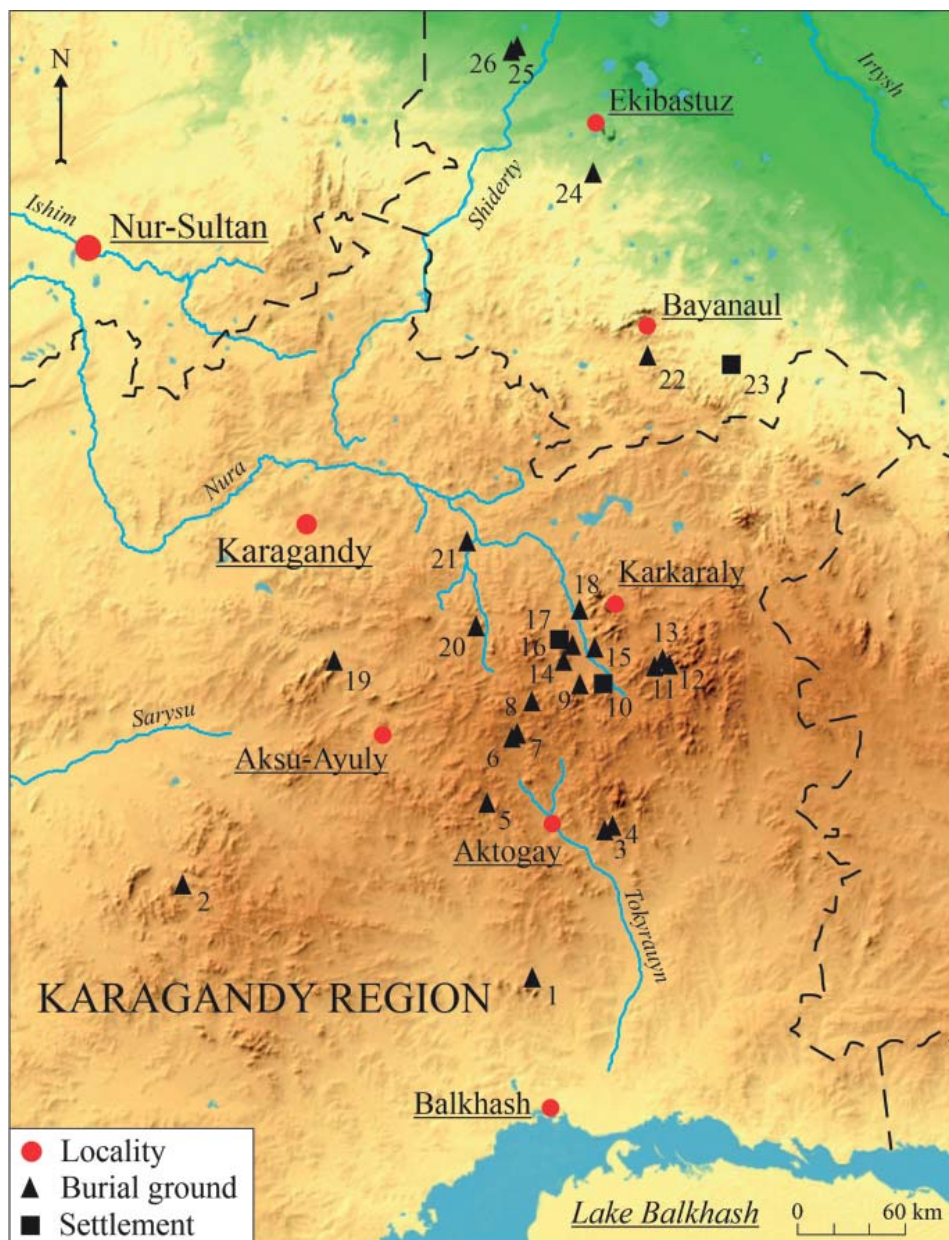 26
25
N
Irtysh
Ekibastuz
24
Shiderty
Ishim
Nur-Sultan
Bayanaul
22
23
Nura
Karagandy
21
Karkaraly
18
17
20
16
15
13
14
12
19
11
8
9
10
Sarysu
6
7
Aksu-Ayuly
5
4
Aktogay
3
2
Tokyrauyn
KARAGANDY REGION
1
Balkhash
Locality
Burial ground
Settlement
Lake Balkhash
0 60 km